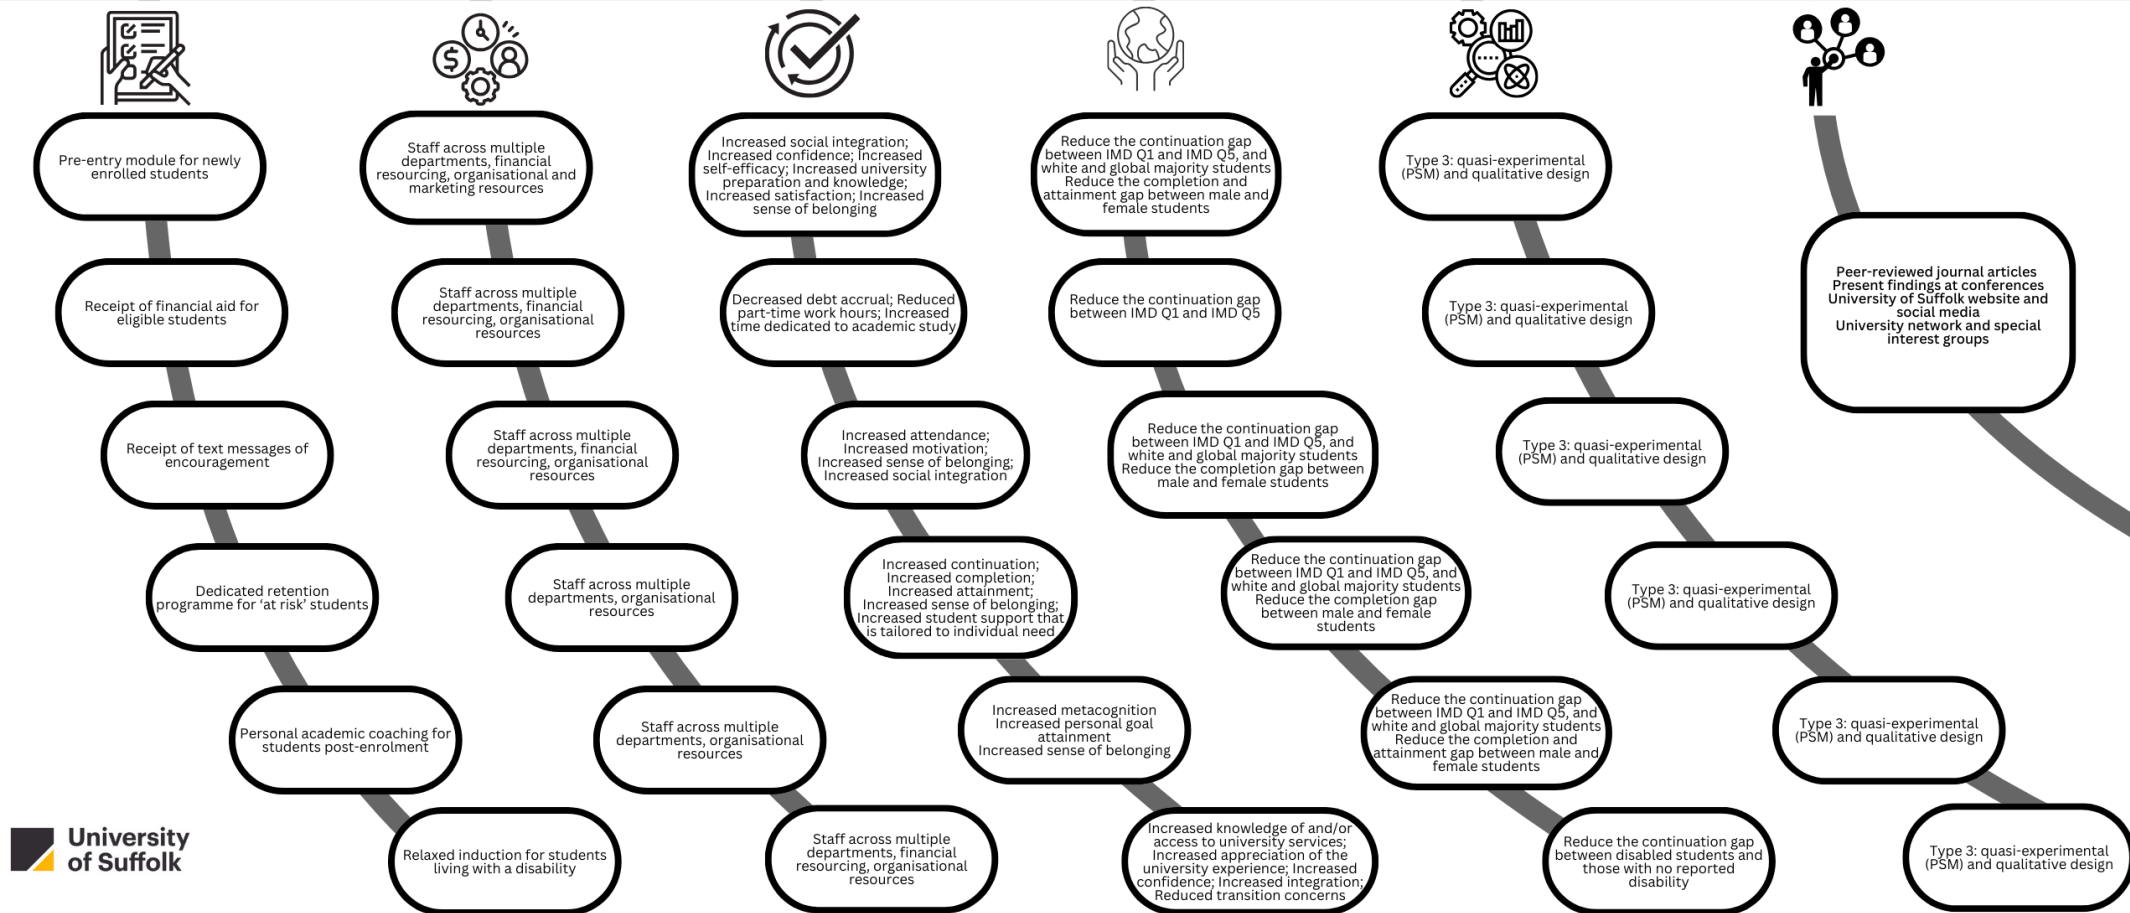 Pre-entry module for newly
enrolled students
Receipt of financial aid for
eligible students
Receipt of text messages of
encouragement
Dedicated retention
programme for ‘at risk’ students
Personal academic coaching for
students post-enrolment
Relaxed induction for students
living with a disability
Staff across multiple
departments, financial
resourcing, organisational and
marketing resources
Staff across multiple
departments, financial
resourcing, organisational
resources
Staff across multiple
departments, financial
resourcing, organisational
resources
Staff across multiple
departments, organisational
resources
Staff across multiple
departments, organisational
resources
Staff across multiple
departments, financial
resourcing, organisational
resources
Increased social integration;
Increased confidence; Increased
self-efficacy; Increased university
preparation and knowledge;
Increased satisfaction; Increased
sense of belonging
Decreased debt accrual; Reduced
part-time work hours; Increased
time dedicated to academic study
Increased attendance;
Increased motivation;
Increased sense of belonging;
Increased social integration
Increased continuation;
Increased completion;
Increased attainment;
Increased sense of belonging;
Increased student support that
is tailored to individual need
Increased metacognition
Increased personal goal
attainment
Increased sense of belonging
Increased knowledge of and/or
access to university services;
Increased appreciation of the
university experience; Increased
confidence; Increased integration;
Reduced transition concerns
Reduce the continuation gap
between IMD Q1 and IMD Q5, and
white and global majority students
Reduce the completion and
attainment gap between male and
female students
Reduce the continuation gap
between IMD Q1 and IMD Q5
Reduce the continuation gap
between IMD Q1 and IMD Q5, and
white and global majority students
Reduce the completion gap between
male and female students
Reduce the continuation gap
between IMD Q1 and IMD Q5, and
white and global majority students
Reduce the completion gap
between male and female
students
Reduce the continuation gap
between IMD Q1 and IMD Q5, and
white and global majority students
Reduce the completion and
attainment gap between male and
female students
Reduce the continuation gap
between disabled students and
those with no reported
disability
Type 3: quasi-experimental
(PSM) and qualitative design
Type 3: quasi-experimental
(PSM) and qualitative design
Type 3: quasi-experimental
(PSM) and qualitative design
Type 3: quasi-experimental
(PSM) and qualitative design
Type 3: quasi-experimental
(PSM) and qualitative design
Type 3: quasi-experimental
(PSM) and qualitative design
Peer-reviewed journal articles
Present findings at conferences
University of Suffolk website and
social media
University network and special
interest groups
University
of Suffolk